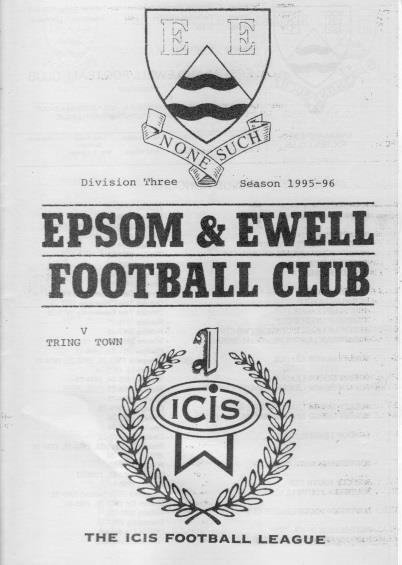 E E
NONE SUCH
Division Three Season 1995-96
EPSOM & EWELL
FOOTBALL CLUB
V
TRING TOWN
ICIS
THE ICIS FOOTBALL LEAGUE